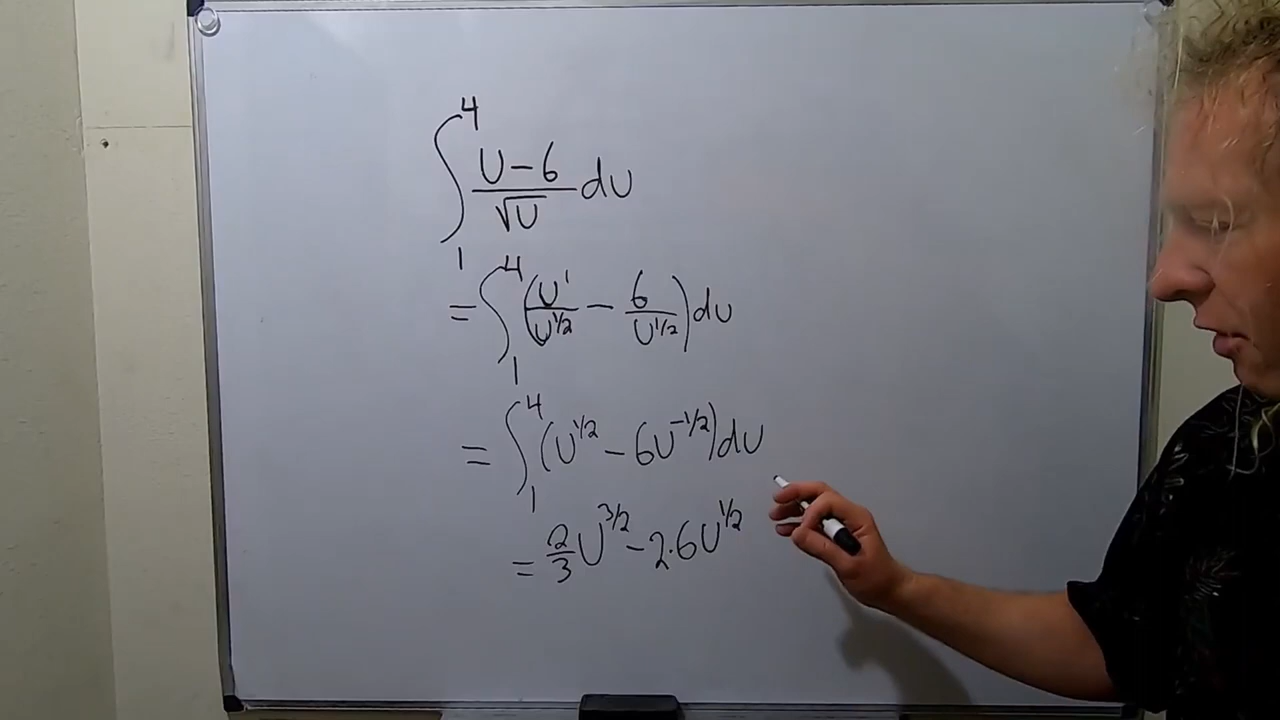 ∫₁⁴ (U − 6)/√U dU
= ∫₁⁴ (U¹/U^(1/2) − 6/U^(1/2)) dU
= ∫₁⁴ (U^(1/2) − 6U^(−1/2)) dU
= 2/3 U^(3/2) − 2·6U^(1/2)